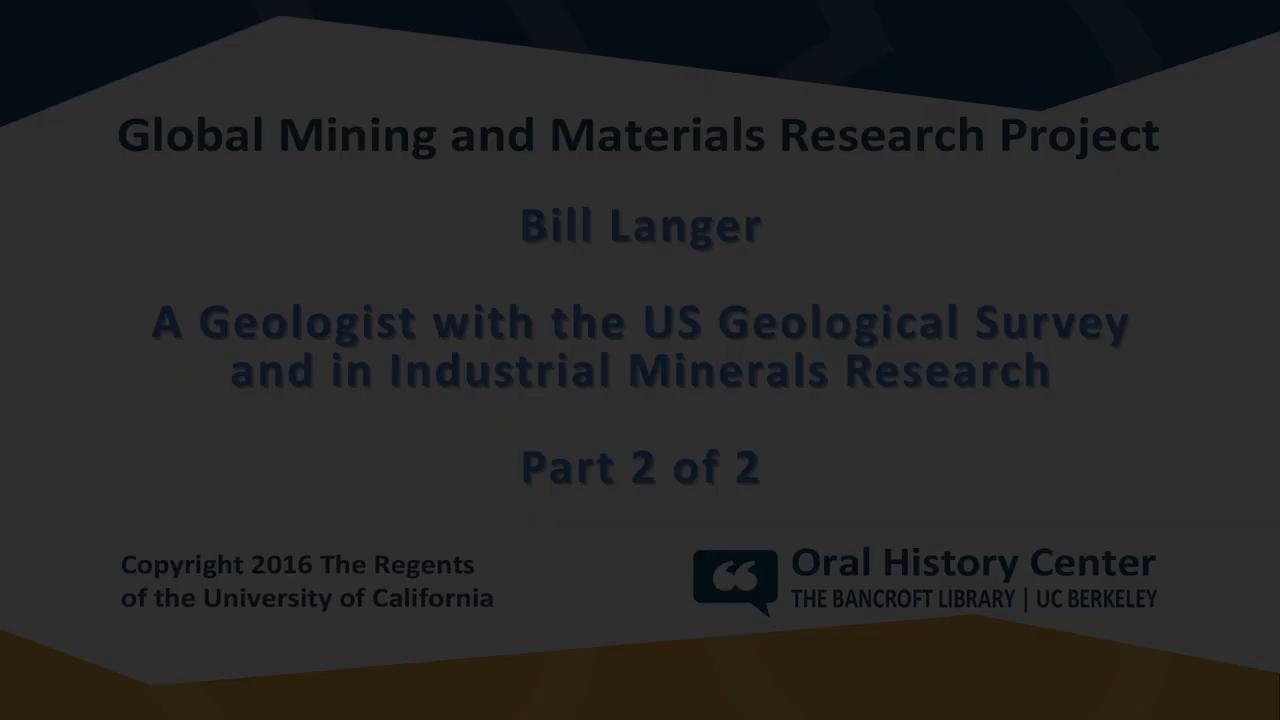 Global Mining and Materials Research Project
Bill Langer
A Geologist with the US Geological Survey
and in Industrial Minerals Research
Part 2 of 2
Copyright 2016 The Regents
of the University of California
Oral History Center
THE BANCROFT LIBRARY | UC BERKELEY